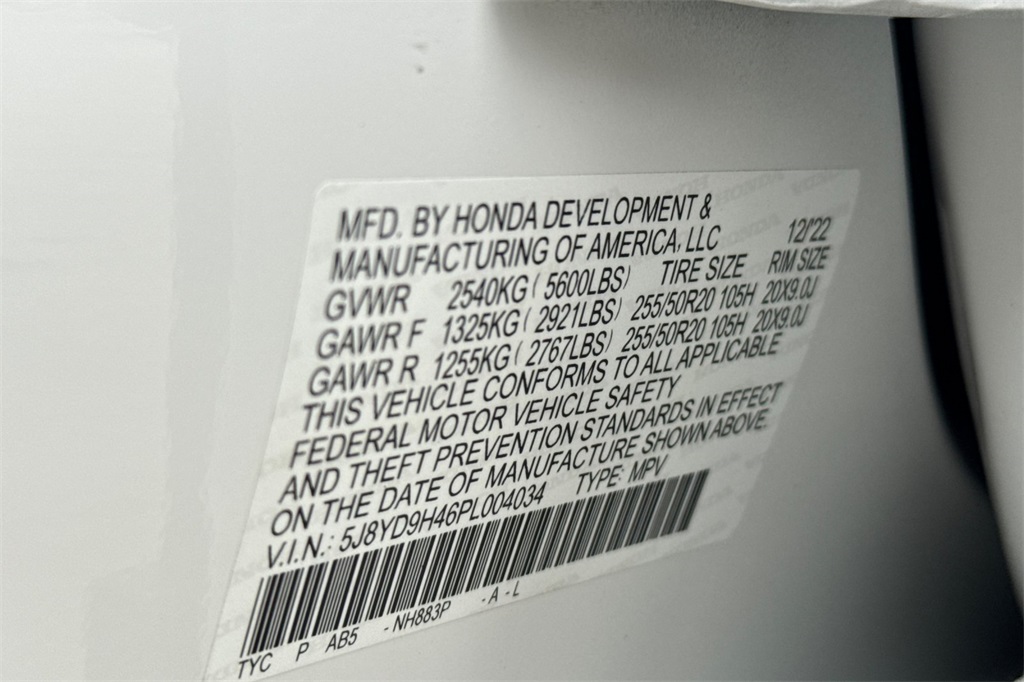 MFD. BY HONDA DEVELOPMENT &
MANUFACTURING OF AMERICA, LLC 12/'22
GVWR 2540KG ( 5600LBS) TIRE SIZE RIM SIZE
GAWR F 1325KG ( 2921LBS) 255/50R20 105H 20X9.0J
GAWR R 1255KG ( 2767LBS) 255/50R20 105H 20X9.0J
THIS VEHICLE CONFORMS TO ALL APPLICABLE
FEDERAL MOTOR VEHICLE SAFETY
AND THEFT PREVENTION STANDARDS IN EFFECT
ON THE DATE OF MANUFACTURE SHOWN ABOVE.
V.I.N.: 5J8YD9H46PL004034 TYPE: MPV
TYC P AB5 -NH883P -A -L